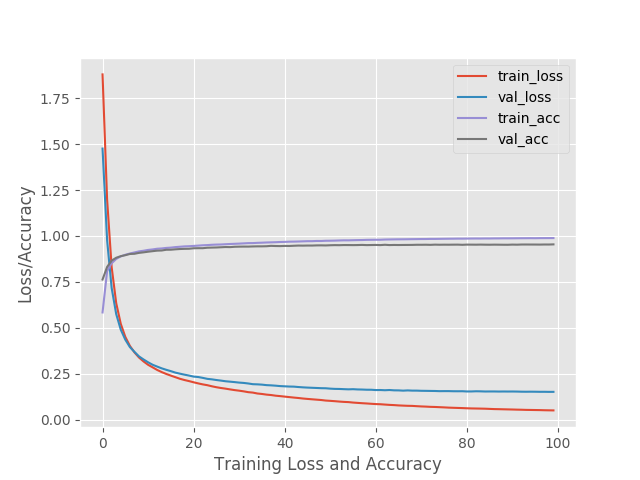 train_loss
val_loss
train_acc
val_acc
1.75
1.50
1.25
1.00
0.75
0.50
0.25
0.00
Loss/Accuracy
0 20 40 60 80 100
Training Loss and Accuracy